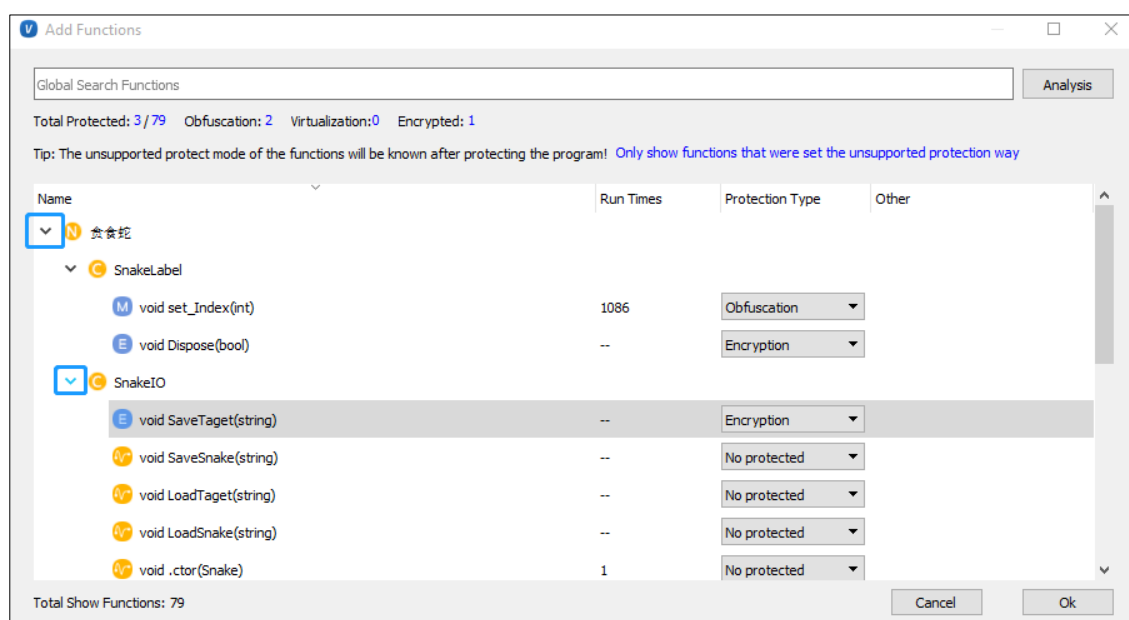 V Add Functions
Global Search Functions Analysis
Total Protected: 3/79 Obfuscation: 2 Virtualization:0 Encrypted: 1
Tip: The unsupported protect mode of the functions will be known after protecting the program! Only show functions that were set the unsupported protection way
Name Run Times Protection Type Other
N 贪食蛇
C SnakeLabel
M void set_Index(int) 1086 Obfuscation
E void Dispose(bool) -- Encryption
C SnakeIO
E void SaveTaget(string) -- Encryption
void SaveSnake(string) -- No protected
void LoadTaget(string) -- No protected
void LoadSnake(string) -- No protected
void .ctor(Snake) 1 No protected
Total Show Functions: 79 Cancel Ok